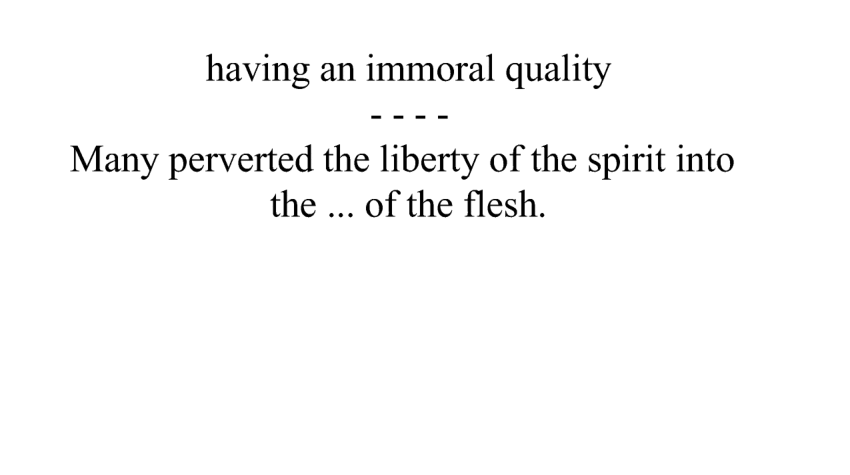 having an immoral quality
- - - -
Many perverted the liberty of the spirit into
the ... of the flesh.